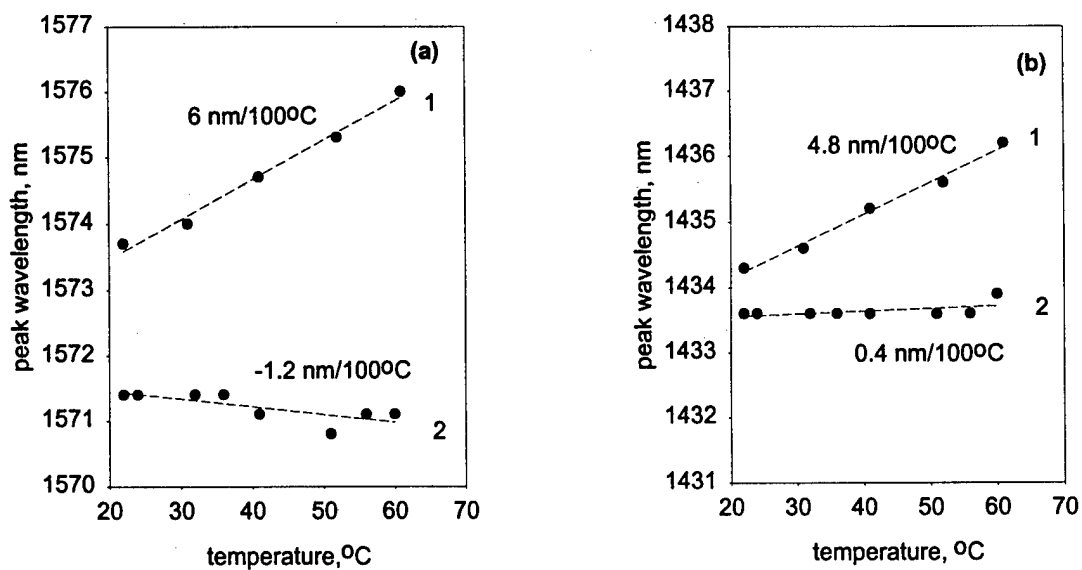 1577
1576
1575
1574
1573
1572
1571
1570
peak wavelength, nm
(a)
1
6 nm/100ºC
-1.2 nm/100ºC
2
20 30 40 50 60 70
temperature,ºC
1438
1437
1436
1435
1434
1433
1432
1431
peak wavelength, nm
(b)
1
4.8 nm/100ºC
2
0.4 nm/100ºC
20 30 40 50 60 70
temperature, ºC